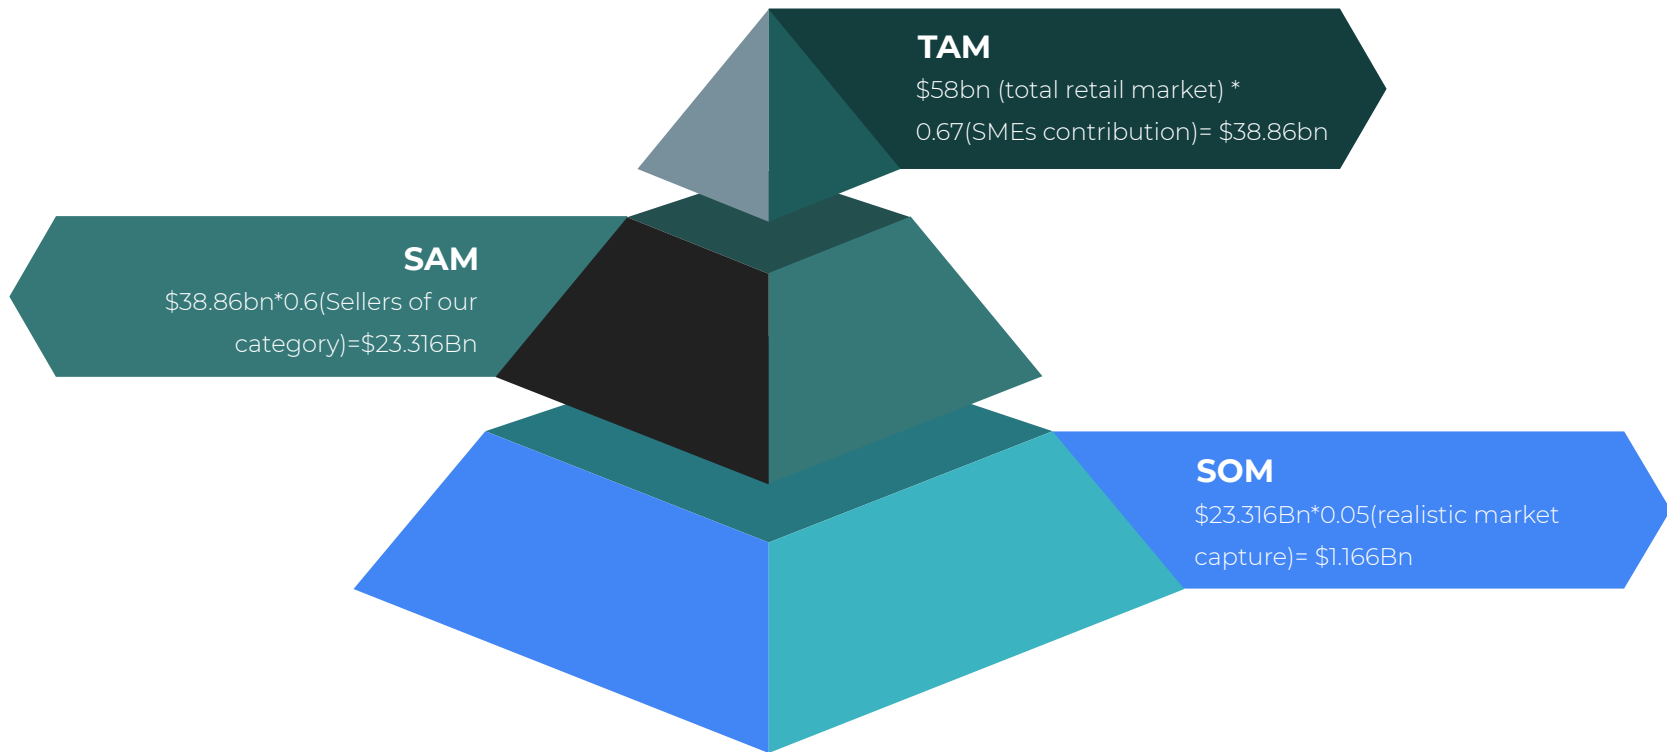 TAM
$58bn (total retail market) *
0.67(SMEs contribution)= $38.86bn
SAM
$38.86bn*0.6(Sellers of our
category)=$23.316Bn
SOM
$23.316Bn*0.05(realistic market
capture)= $1.166Bn